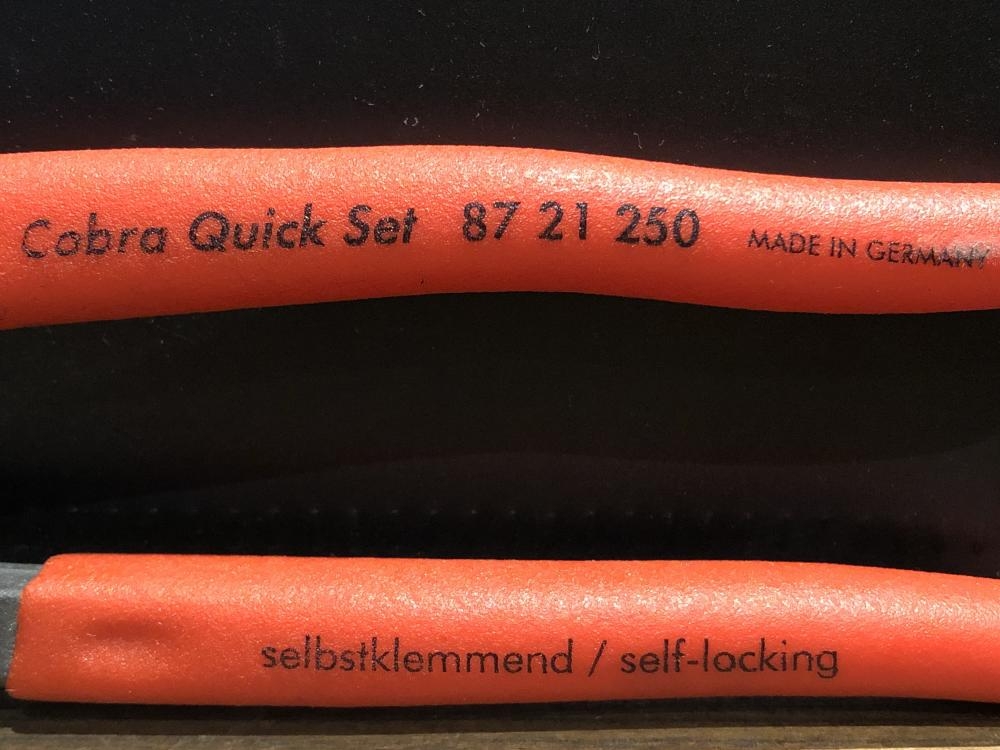 Cobra Quick Set 87 21 250 MADE IN GERMANY
selbstklemmend / self-locking